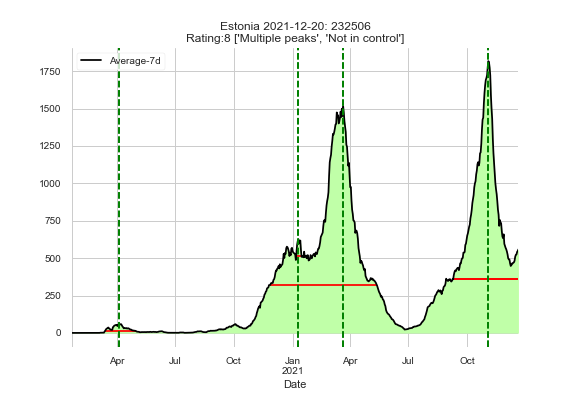 Estonia 2021-12-20: 232506
Rating:8 ['Multiple peaks', 'Not in control']
Average-7d
1750
1500
1250
1000
750
500
250
0
Apr
Jul
Oct
Jan
2021
Apr
Jul
Oct
Date